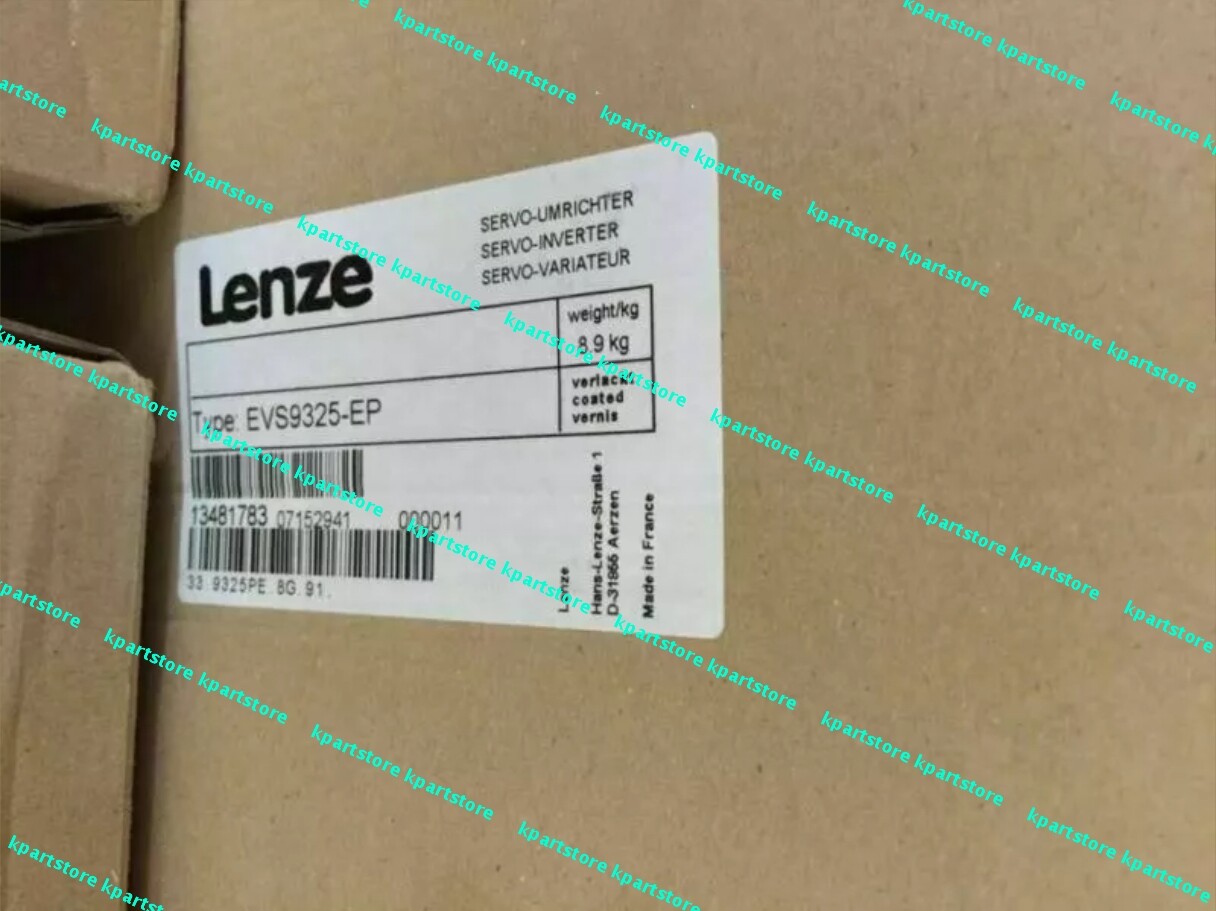 Lenze
SERVO-UMRICHTER
SERVO-INVERTER
SERVO-VARIATEUR
weight/kg
8,9 kg
Type: EVS9325-EP
verlackt
coated
vernis
13481783 07152941 000011
33 9325PE 8G 91.
Lenze
Hans-Lenze-Straße 1
D-31855 Aerzen
Made in France
kpartstore kpartstore